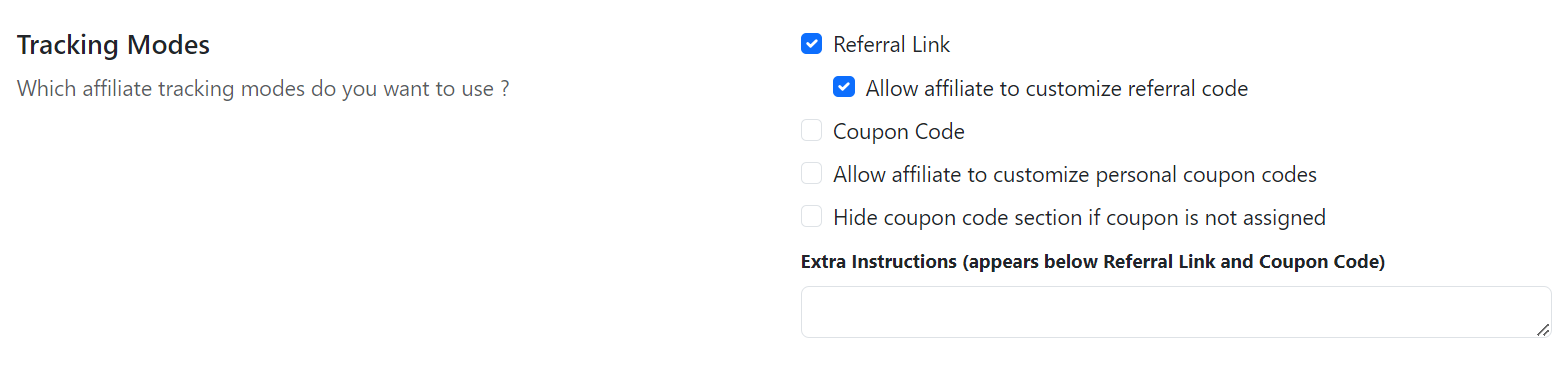 Tracking Modes
Which affiliate tracking modes do you want to use ?
Referral Link
Allow affiliate to customize referral code
Coupon Code
Allow affiliate to customize personal coupon codes
Hide coupon code section if coupon is not assigned
Extra Instructions (appears below Referral Link and Coupon Code)